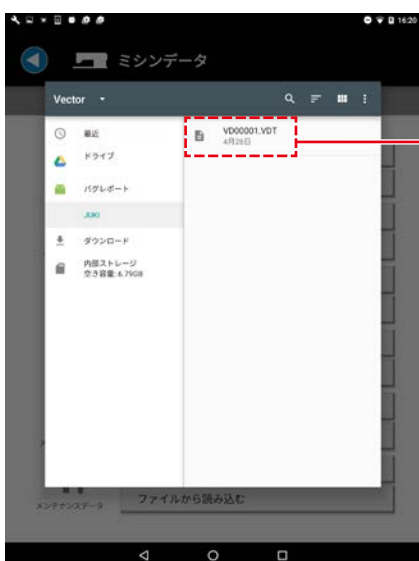 16:20
ミシンデータ
Vector
最近
ドライブ
バグレポート
JUKI
ダウンロード
内部ストレージ
空き容量: 6.79GB
VD00001.VDT
4月26日
メンテナンスデータ
ファイルから読み込む